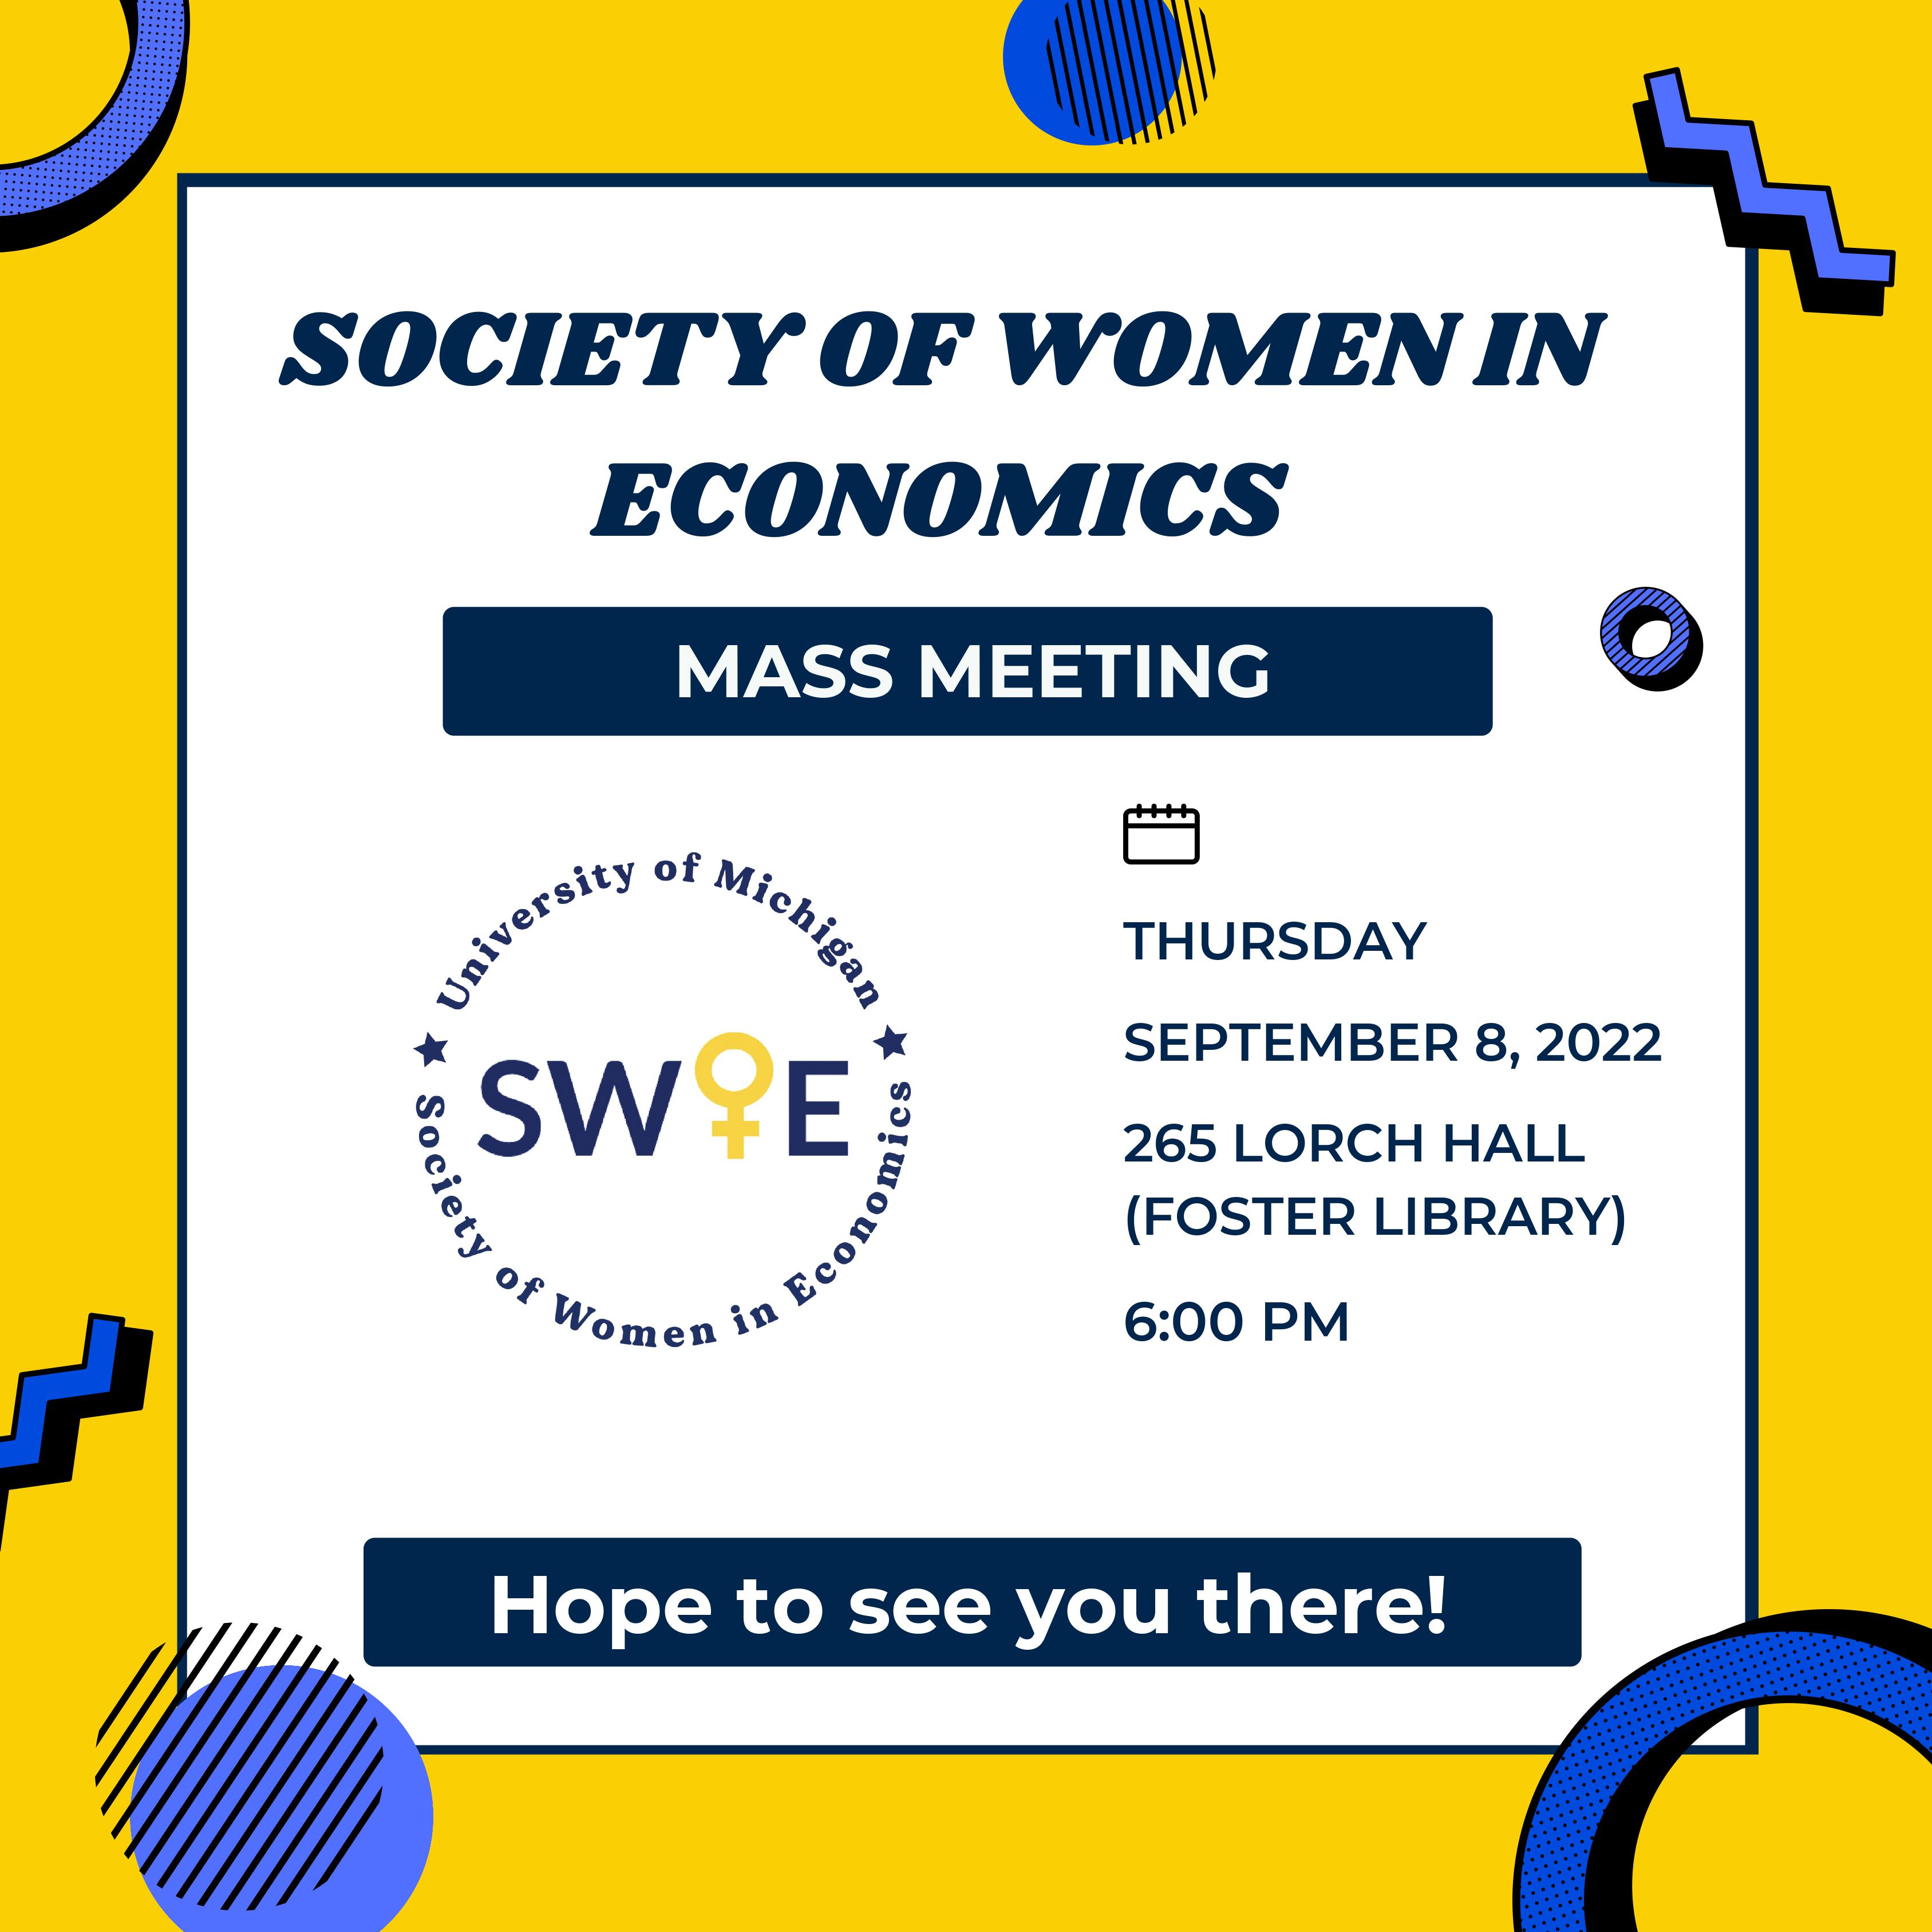 SOCIETY OF WOMEN IN
ECONOMICS
MASS MEETING
University of Michigan
SW♀E
Society of Women in Economics
THURSDAY
SEPTEMBER 8, 2022
265 LORCH HALL
(FOSTER LIBRARY)
6:00 PM
Hope to see you there!